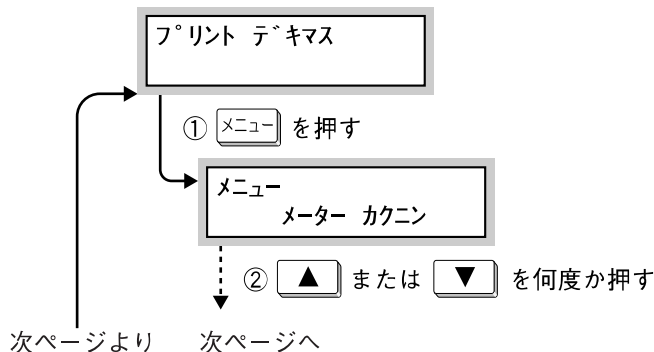 プリント デキマス
① メニュー を押す
メニュー
メーター カクニン
② ▲ または ▼ を何度か押す
次ページより 次ページへ